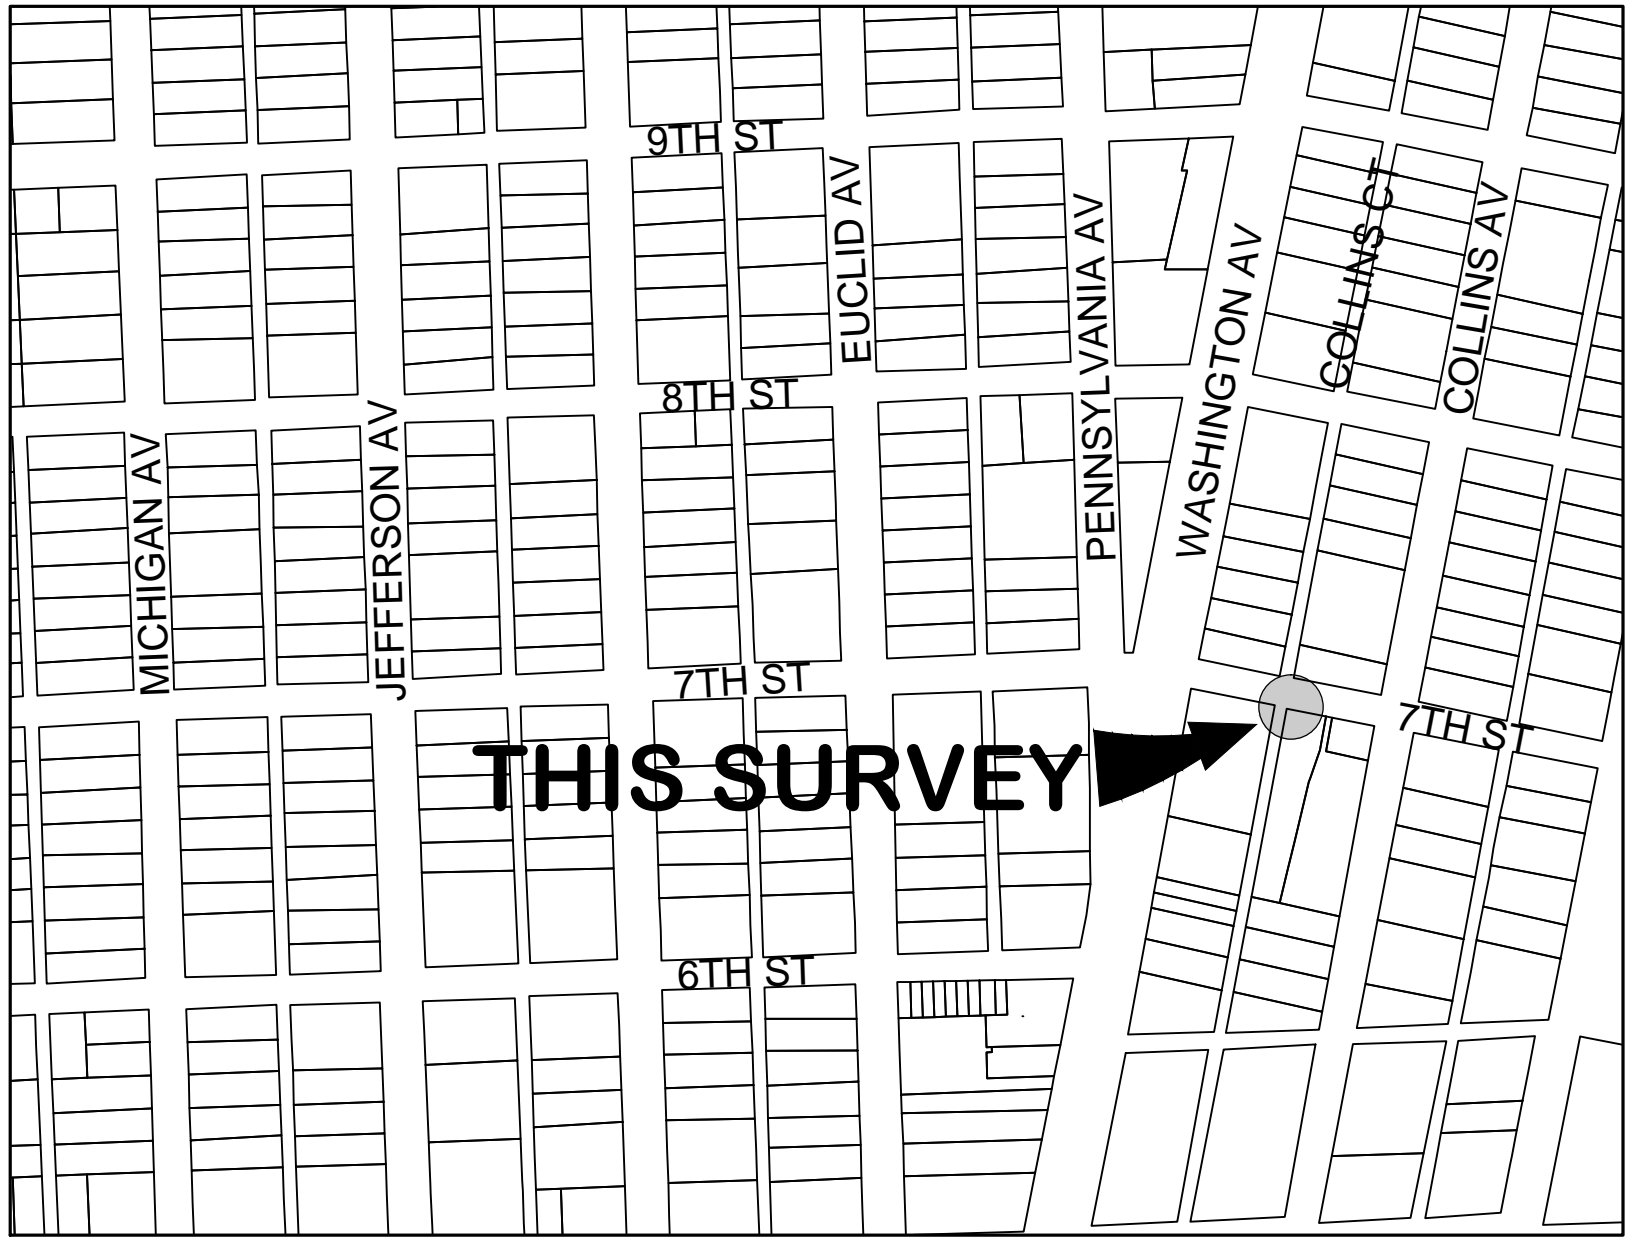 9TH ST
EUCLID AV
COLLINS CT
COLLINS AV
PENNSYLVANIA AV
WASHINGTON AV
8TH ST
JEFFERSON AV
MICHIGAN AV
7TH ST
7TH ST
THIS SURVEY
6TH ST